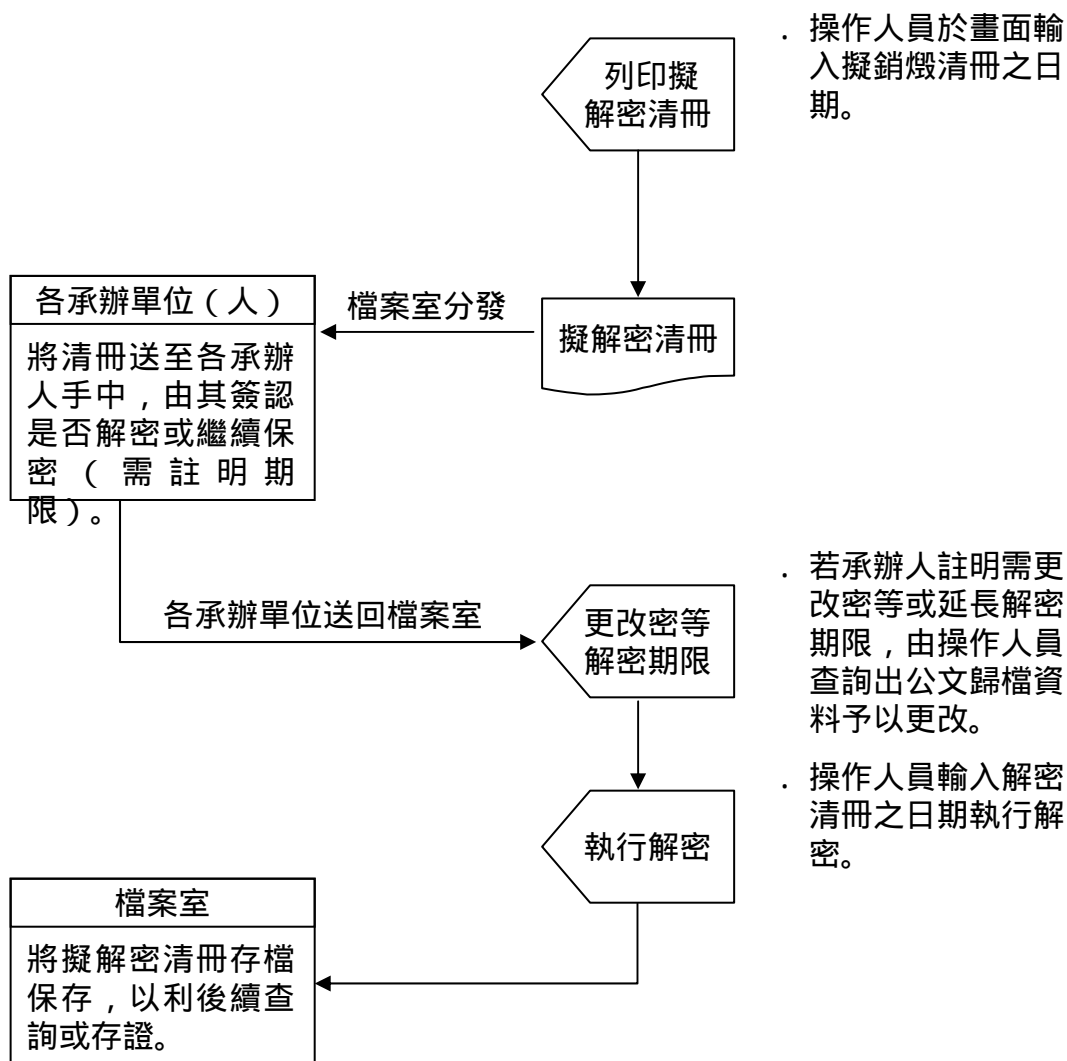 列印擬
解密清冊
．操作人員於畫面輸
入擬銷燬清冊之日
期。
各承辦單位（人）
將清冊送至各承辦
人手中，由其簽認
是否解密或繼續保
密（需註明期
限）。
檔案室分發
擬解密清冊
各承辦單位送回檔案室
更改密等
解密期限
．若承辦人註明需更
改密等或延長解密
期限，由操作人員
查詢出公文歸檔資
料予以更改。
執行解密
．操作人員輸入解密
清冊之日期執行解
密。
檔案室
將擬解密清冊存檔
保存，以利後續查
詢或存證。